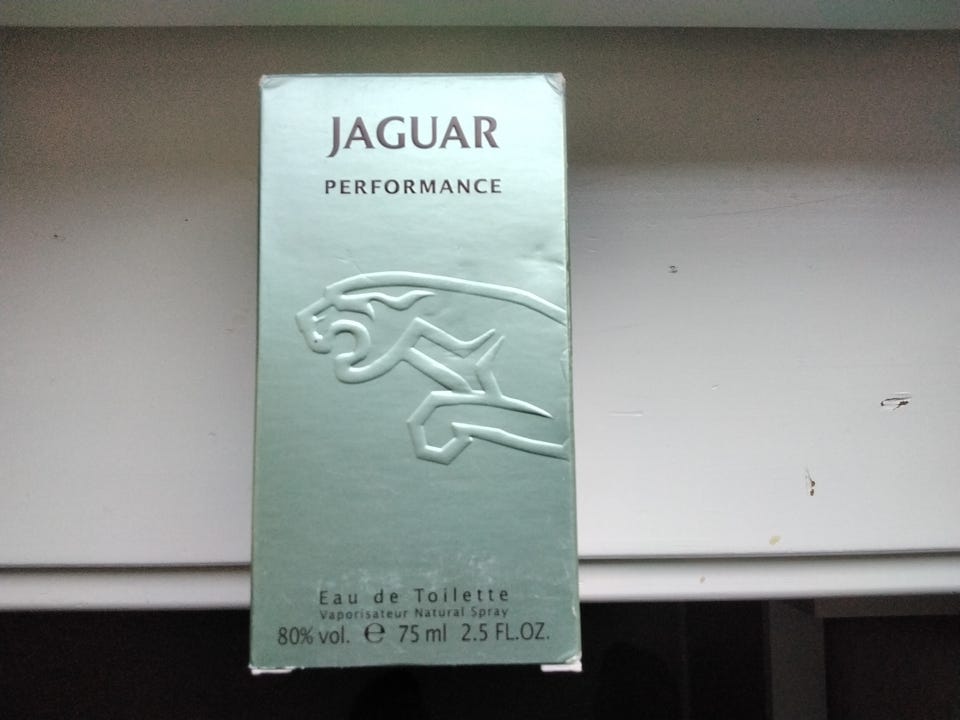 JAGUAR
PERFORMANCE
Eau de Toilette
Vaporisateur Natural Spray
80% vol. ℮ 75 ml 2.5 FL.OZ.